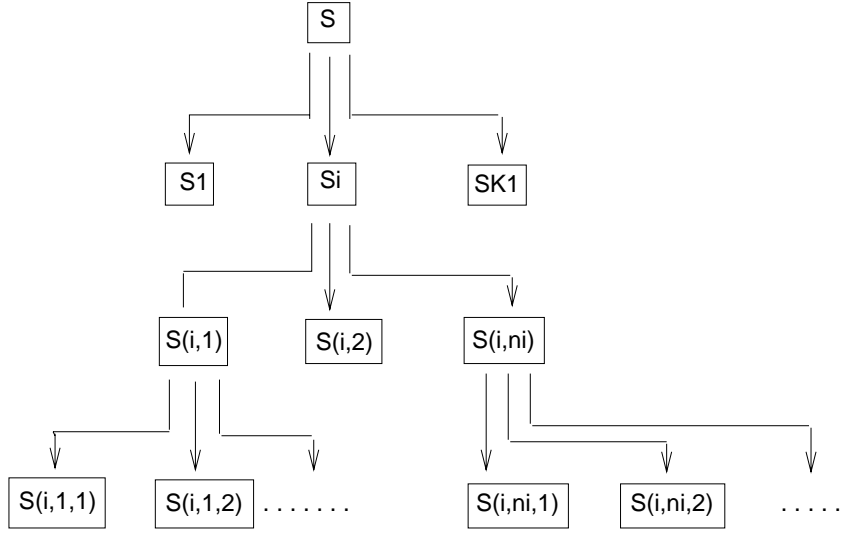 S
S1 Si SK1
S(i,1) S(i,2) S(i,ni)
S(i,1,1) S(i,1,2) . . . . . . . S(i,ni,1) S(i,ni,2) . . . . .